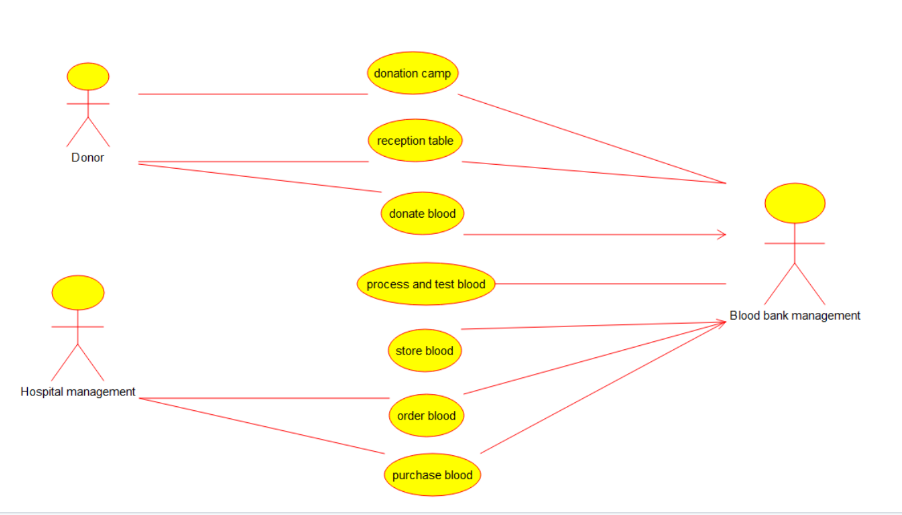 donation camp
reception table
Donor
donate blood
process and test blood
Blood bank management
store blood
Hospital management
order blood
purchase blood